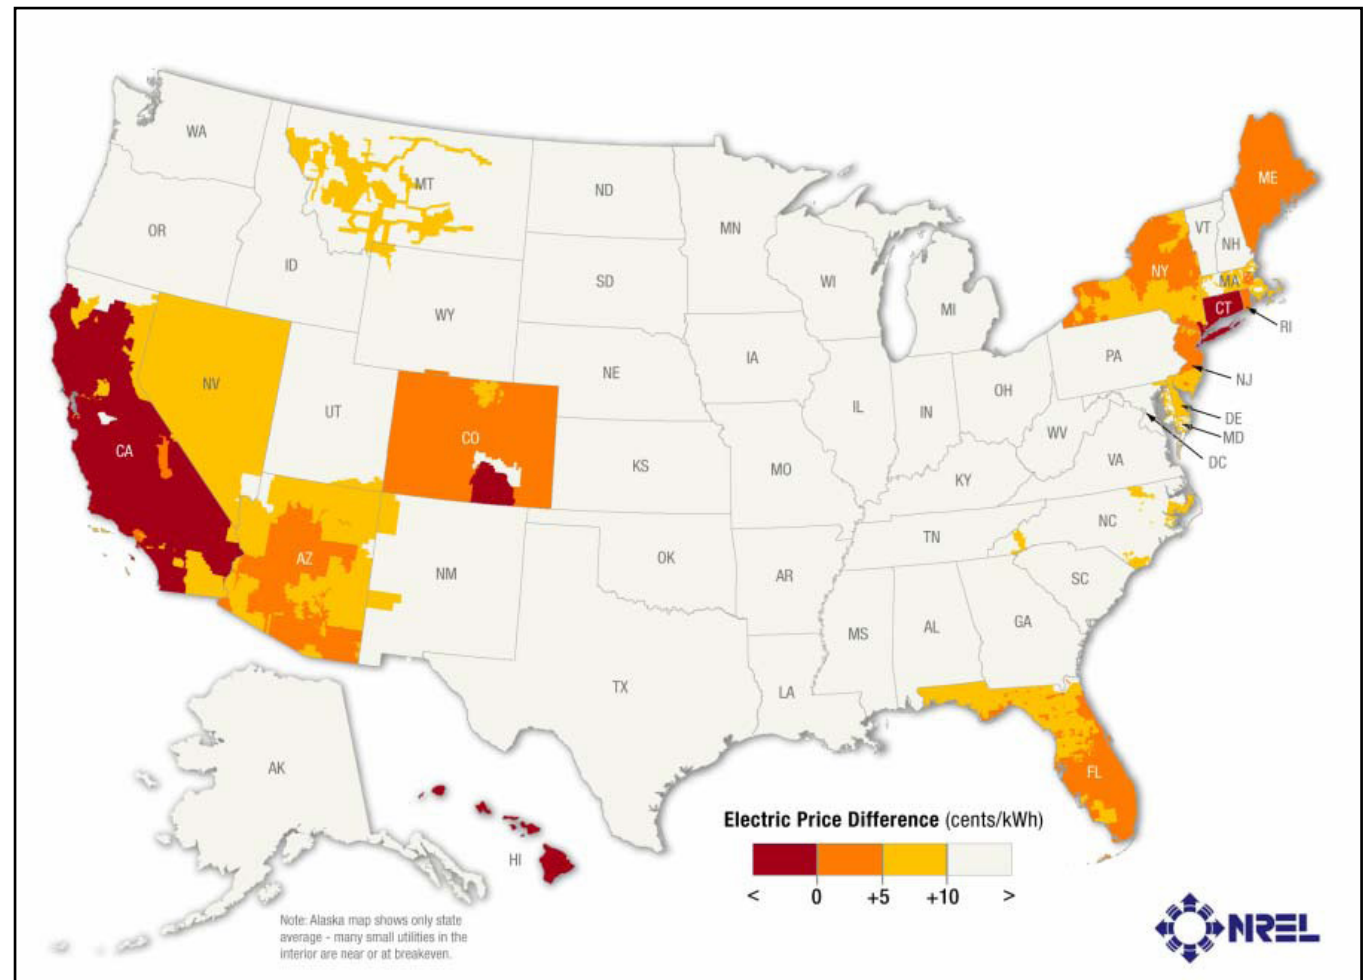 WA
MT
ND
MN
ME
OR
ID
SD
WI
MI
VT
NH
NY
MA
CT
RI
WY
IA
PA
NJ
NE
NV
UT
CO
IL
IN
OH
DE
MD
DC
WV
VA
CA
KS
MO
KY
NC
TN
AZ
NM
OK
AR
SC
MS
AL
GA
TX
LA
FL
AK
HI
Electric Price Difference (cents/kWh)
< 0 +5 +10 >
Note: Alaska map shows only state
average - many small utilities in the
interior are near or at breakeven.
NREL